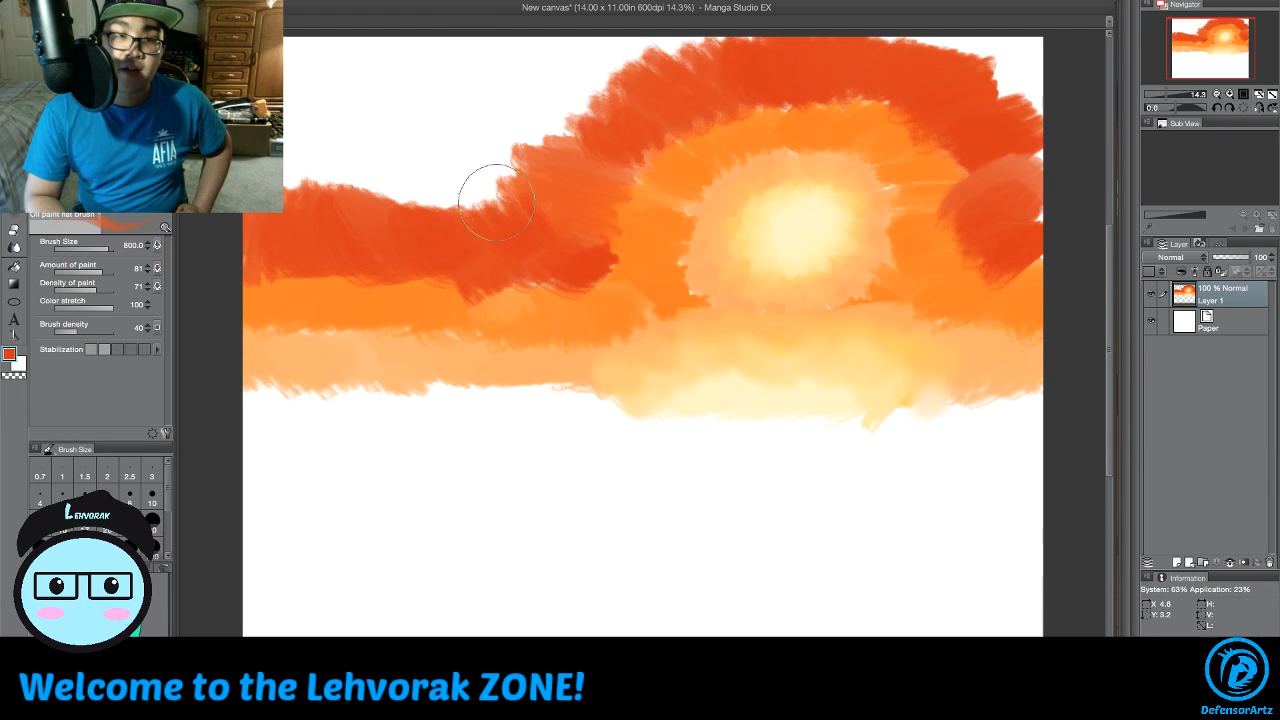 New canvas* (14.00 x 11.00in 600dpi 14.3%) - Manga Studio EX
Navigator
14.3
0.0
Sub View
AFIA
Oil paint flat brush
Brush Size 800.0
Amount of paint 81
Density of paint 71
Color stretch 100
Brush density 40
Stabilization
Brush Size
0.7 1 1.5 2 2.5 3
4 8 10
Layer
Normal 100
100 % Normal
Layer 1
Paper
Information
System: 63% Application: 23%
X 4.6 H:
Y: 3.2 V:
L:
LEHVORAK
Welcome to the Lehvorak ZONE!
DefensorArtz